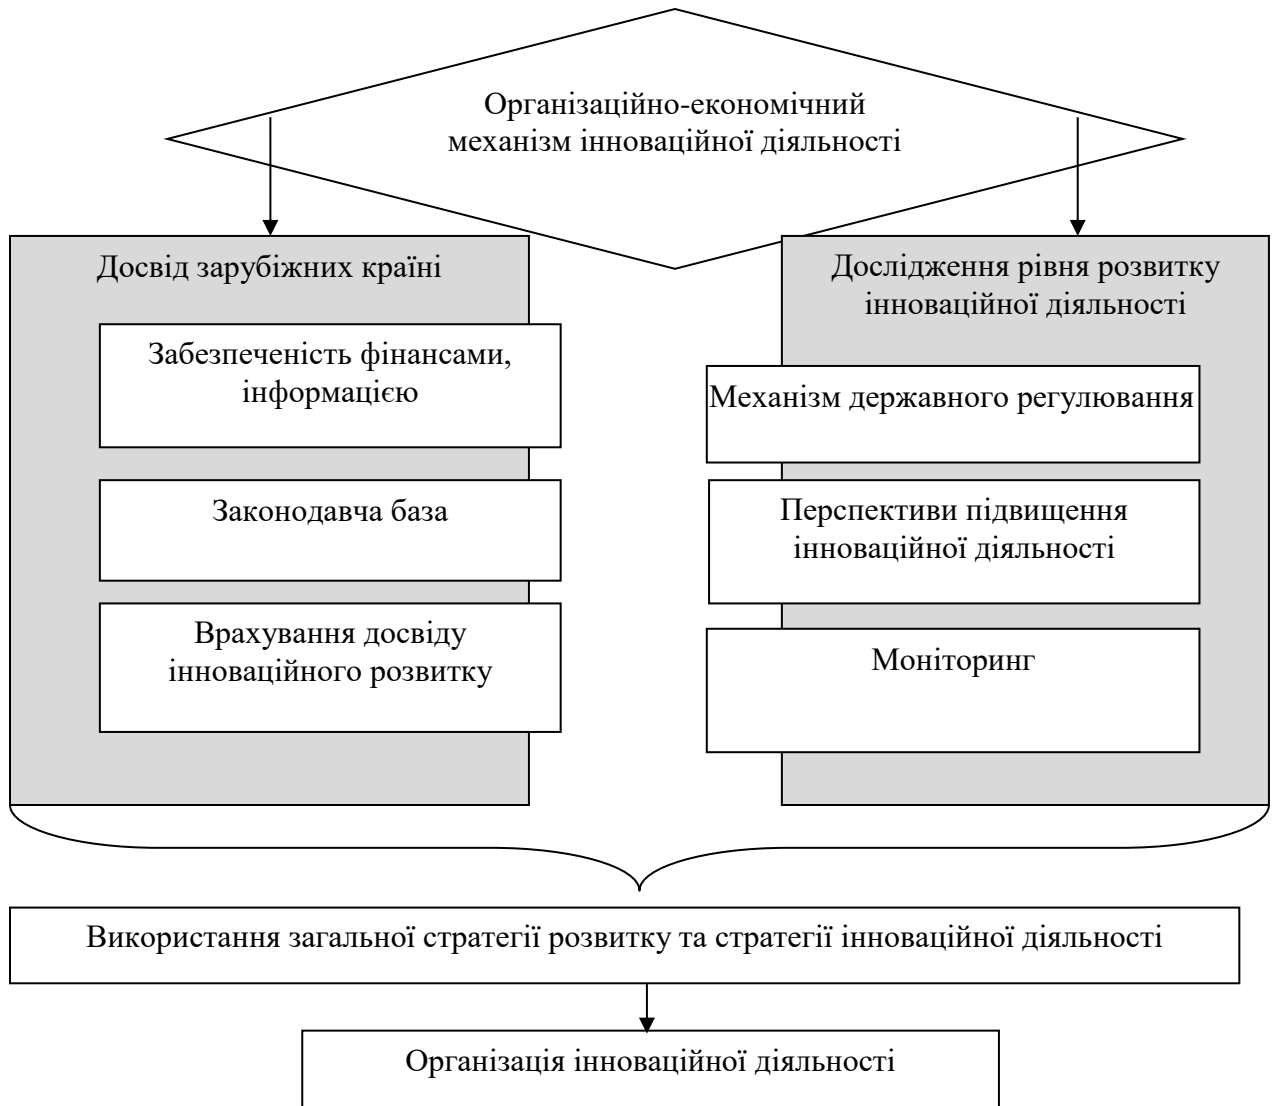 Організаційно-економічний
механізм інноваційної діяльності
Досвід зарубіжних країні
Забезпеченість фінансами,
інформацією
Законодавча база
Врахування досвіду
інноваційного розвитку
Дослідження рівня розвитку
інноваційної діяльності
Механізм державного регулювання
Перспективи підвищення
інноваційної діяльності
Моніторинг
Використання загальної стратегії розвитку та стратегії інноваційної діяльності
Організація інноваційної діяльності